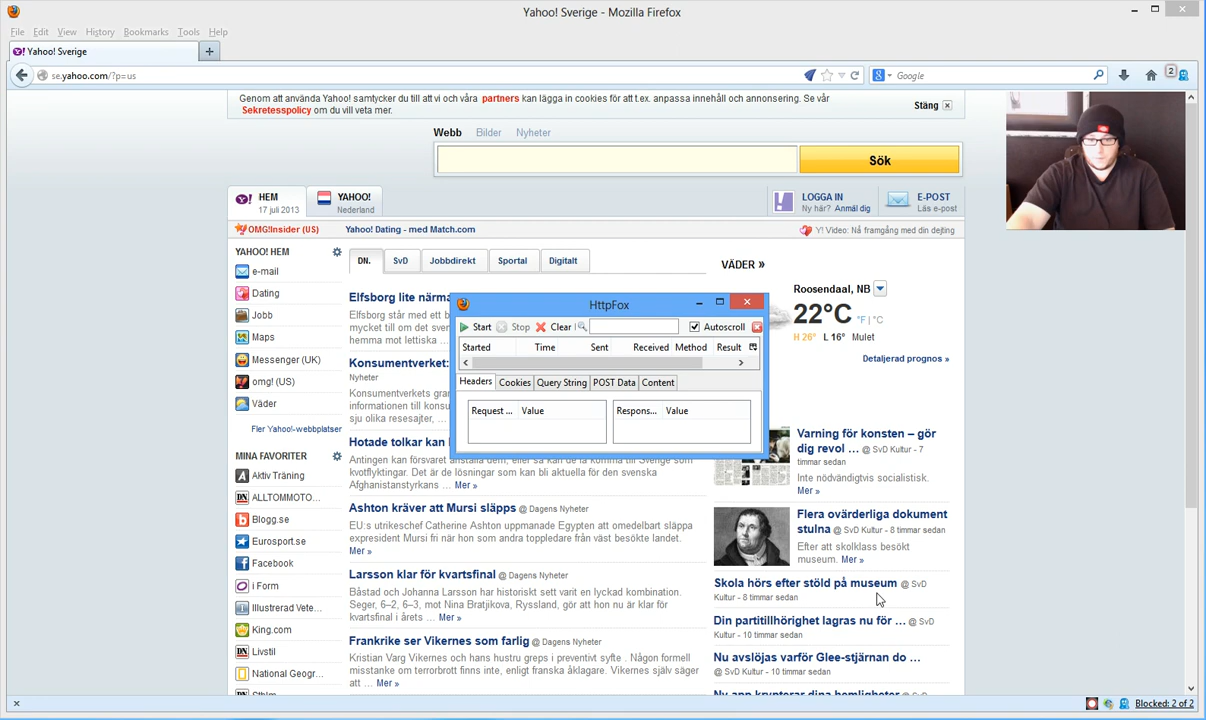 Yahoo! Sverige - Mozilla Firefox
File Edit View History Bookmarks Tools Help
Yahoo! Sverige
se.yahoo.com/?p=us
Google
2
Genom att använda Yahoo! samtycker du till att vi och våra partners kan lägga in cookies för att t.ex. anpassa innehåll och annonsering. Se vår
Sekretesspolicy om du vill veta mer.
Stäng
Webb Bilder Nyheter
Sök
HEM
17 juli 2013
YAHOO!
Nederland
LOGGA IN
Ny här? Anmäl dig
E-POST
Läs e-post
OMG!Insider (US)
Yahoo! Dating - med Match.com
Y! Video: Nå framgång med din dejting
YAHOO! HEM
e-mail
Dating
Jobb
Maps
Messenger (UK)
omg! (US)
Väder
Fler Yahoo!-webbplatser
MINA FAVORITER
Aktiv Träning
ALLTOMMOTO...
Blogg.se
Eurosport.se
Facebook
i Form
Illustrerad Vete...
King.com
Livstil
National Geogr...
DN. SvD Jobbdirekt Sportal Digitalt
Elfsborg lite närma
Elfsborg står ett
mycket till om det sve
hemma mot lettiska ..
Konsumentverket:
Nyheter
Konsumentverkets gran
information till konsu
sju olika resesajter,
Hotade tolkar kan
Antingen kan försvaret anställa dem, eller så kan de få komma till Sverige som
kvotflyktingar. Det är de lösningar som kan bli aktuella för den svenska
Afghanistanstyrkans ... Mer »
Ashton kräver att Mursi släpps @ Dagens Nyheter
EU:s utrikeschef Catherine Ashton uppmanade Egypten att omedelbart släppa
expresident Mursi fri när hon som andra toppledare från väst besökte landet.
Mer »
Larsson klar för kvartsfinal @ Dagens Nyheter
Båstad och Johanna Larsson har historiskt sett varit en lyckad kombination.
Seger, 6–2, 6–3, mot Nina Bratjikova, Ryssland, gör att hon nu är klar för
kvartsfinal i årets ... Mer »
Frankrike ser Vikernes som farlig @ Dagens Nyheter
Kristian Varg Vikernes och hans hustru greps i preventivt syfte . Någon formell
misstanke om terrorbrott finns inte, enligt franska åklagare. Vikernes själv säger
att ... Mer »
HttpFox
Start Stop Clear Autoscroll
Started Time Sent Received Method Result
Headers Cookies Query String POST Data Content
Request ... Value
Respons... Value
VÄDER »
Roosendaal, NB
22°C °F | °C
H 26° L 16° Mulet
Detaljerad prognos »
Varning för konsten – gör
dig revol ... @ SvD Kultur - 7
timmar sedan
Inte nödvändigtvis socialistisk.
Mer »
Flera ovärderliga dokument
stulna @ SvD Kultur - 8 timmar sedan
Efter att skolklass besökt
museum. Mer »
Skola hörs efter stöld på museum @ SvD
Kultur - 8 timmar sedan
Din partitillhörighet lagras nu för ... @ SvD
Kultur - 10 timmar sedan
Nu avslöjas varför Glee-stjärnan do ...
@ SvD Kultur - 10 timmar sedan
Ny app krypterar dina hemligheter
Blocked: 2 of 2